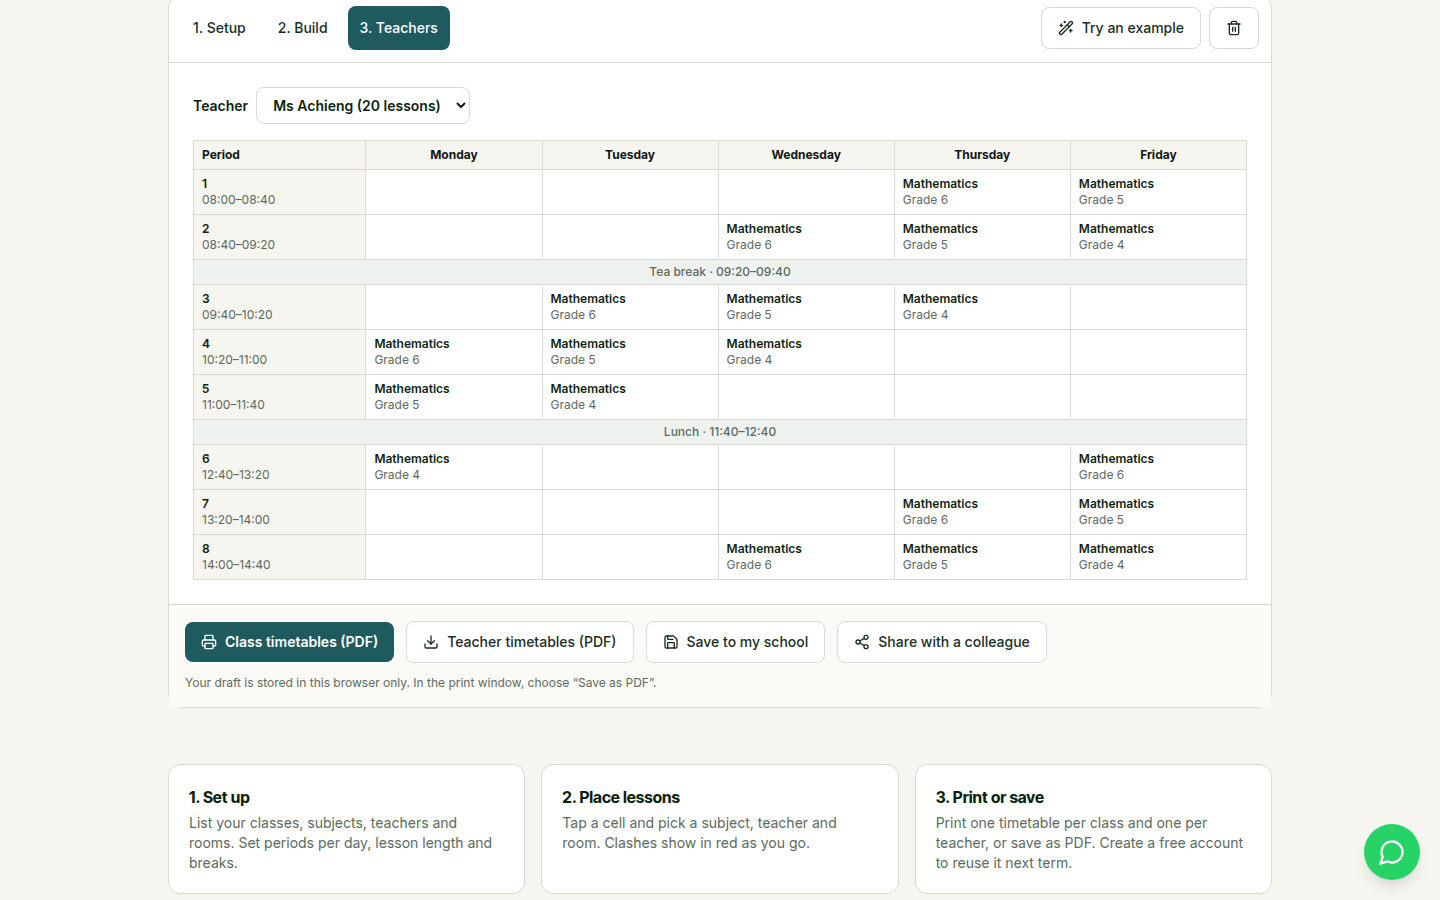 1. Setup
2. Build
3. Teachers
Try an example
Teacher
Ms Achieng (20 lessons)
Period Monday Tuesday Wednesday Thursday Friday
1 Mathematics Mathematics
08:00–08:40 Grade 6 Grade 5
2 Mathematics Mathematics Mathematics
08:40–09:20 Grade 6 Grade 5 Grade 4
Tea break · 09:20–09:40
3 Mathematics Mathematics Mathematics
09:40–10:20 Grade 6 Grade 5 Grade 4
4 Mathematics Mathematics Mathematics
10:20–11:00 Grade 6 Grade 5 Grade 4
5 Mathematics Mathematics
11:00–11:40 Grade 5 Grade 4
Lunch · 11:40–12:40
6 Mathematics Mathematics
12:40–13:20 Grade 4 Grade 6
7 Mathematics Mathematics
13:20–14:00 Grade 6 Grade 5
8 Mathematics Mathematics Mathematics
14:00–14:40 Grade 6 Grade 5 Grade 4
Class timetables (PDF)
Teacher timetables (PDF)
Save to my school
Share with a colleague
Your draft is stored in this browser only. In the print window, choose “Save as PDF”.
1. Set up
List your classes, subjects, teachers and
rooms. Set periods per day, lesson length and
breaks.
2. Place lessons
Tap a cell and pick a subject, teacher and
room. Clashes show in red as you go.
3. Print or save
Print one timetable per class and one per
teacher, or save as PDF. Create a free account
to reuse it next term.